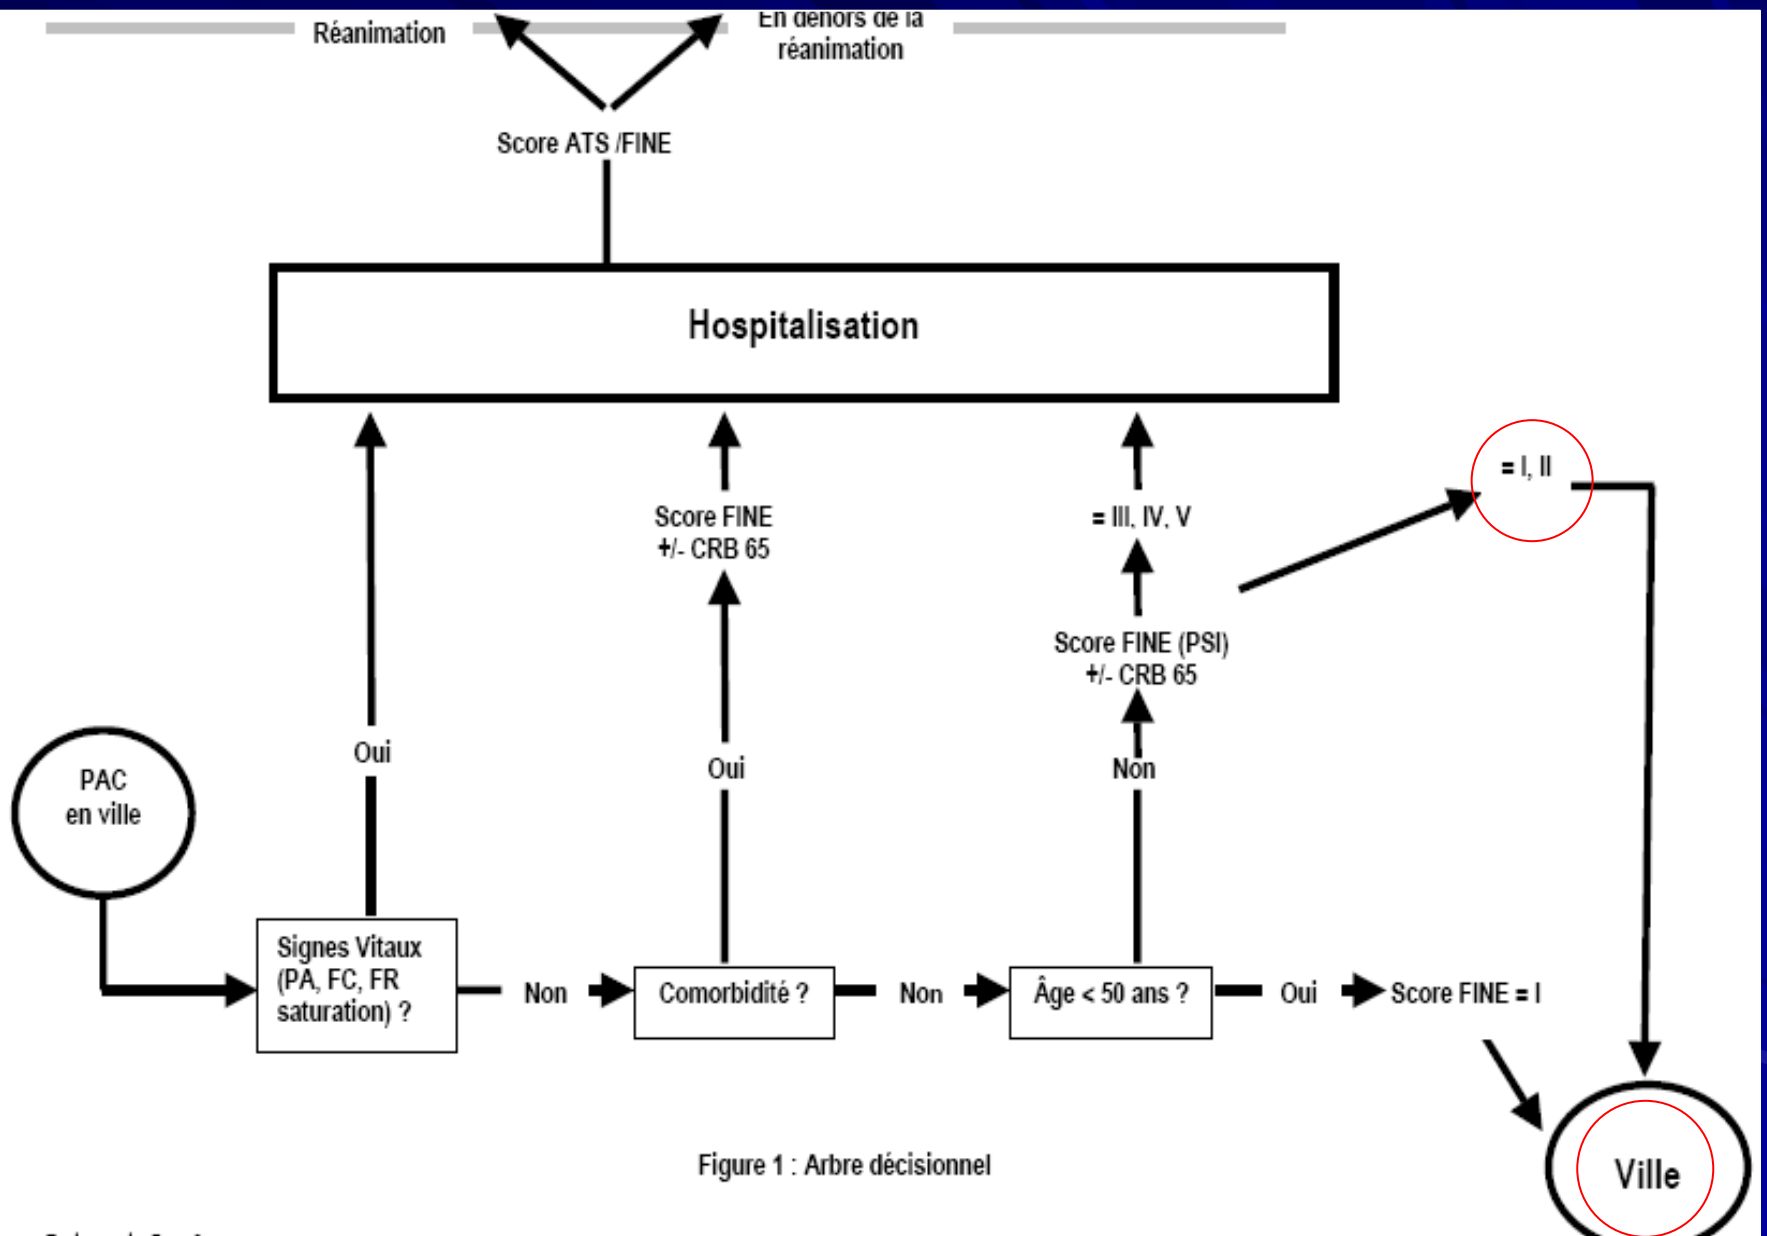 Réanimation
En dehors de la
réanimation
Score ATS /FINE
Hospitalisation
= I, II
Score FINE
+/- CRB 65
= III, IV, V
Score FINE (PSI)
+/- CRB 65
Oui
Oui
Non
PAC
en ville
Signes Vitaux
(PA, FC, FR
saturation) ?
Non
Comorbidité ?
Non
Âge < 50 ans ?
Oui
Score FINE = I
Figure 1 : Arbre décisionnel
Ville